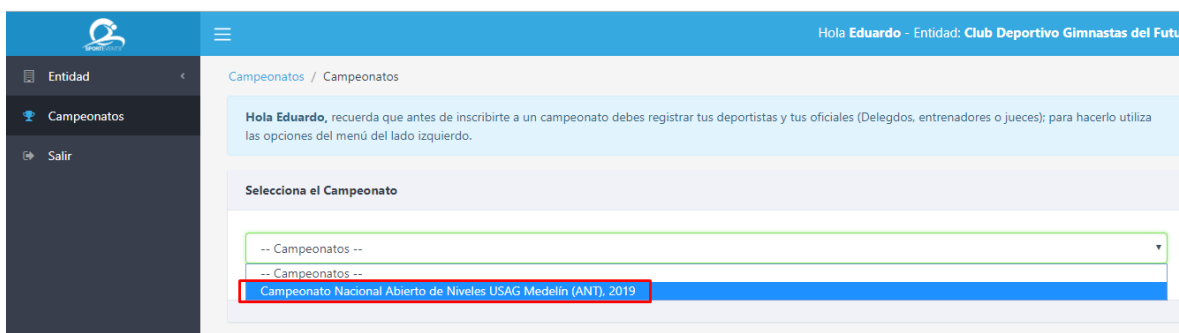 SPORTEVENTS
Hola Eduardo - Entidad: Club Deportivo Gimnastas del Futu
Entidad
Campeonatos
Salir
Campeonatos / Campeonatos
Hola Eduardo, recuerda que antes de inscribirte a un campeonato debes registrar tus deportistas y tus oficiales (Delegdos, entrenadores o jueces); para hacerlo utiliza
las opciones del menú del lado izquierdo.
Selecciona el Campeonato
-- Campeonatos --
-- Campeonatos --
Campeonato Nacional Abierto de Niveles USAG Medelín (ANT), 2019